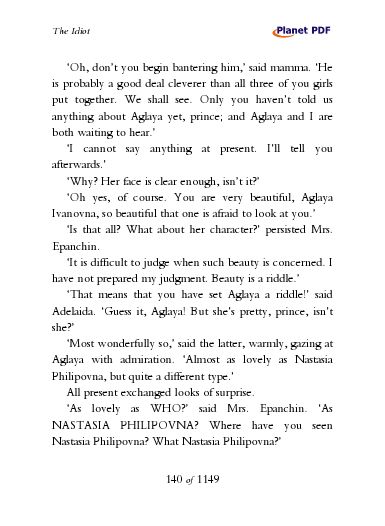 The Idiot
Planet PDF
‘Oh, don’t you begin bantering him,’ said mamma. ‘He
is probably a good deal cleverer than all three of you girls
put together. We shall see. Only you haven’t told us
anything about Aglaya yet, prince; and Aglaya and I are
both waiting to hear.’
‘I cannot say anything at present. I’ll tell you
afterwards.’
‘Why? Her face is clear enough, isn’t it?’
‘Oh yes, of course. You are very beautiful, Aglaya
Ivanovna, so beautiful that one is afraid to look at you.’
‘Is that all? What about her character?’ persisted Mrs.
Epanchin.
‘It is difficult to judge when such beauty is concerned. I
have not prepared my judgment. Beauty is a riddle.’
‘That means that you have set Aglaya a riddle!’ said
Adelaida. ‘Guess it, Aglaya! But she’s pretty, prince, isn’t
she?’
‘Most wonderfully so,’ said the latter, warmly, gazing at
Aglaya with admiration. ‘Almost as lovely as Nastasia
Philipovna, but quite a different type.’
All present exchanged looks of surprise.
‘As lovely as WHO?’ said Mrs. Epanchin. ‘As
NASTASIA PHILIPOVNA? Where have you seen
Nastasia Philipovna? What Nastasia Philipovna?’
140 of 1149